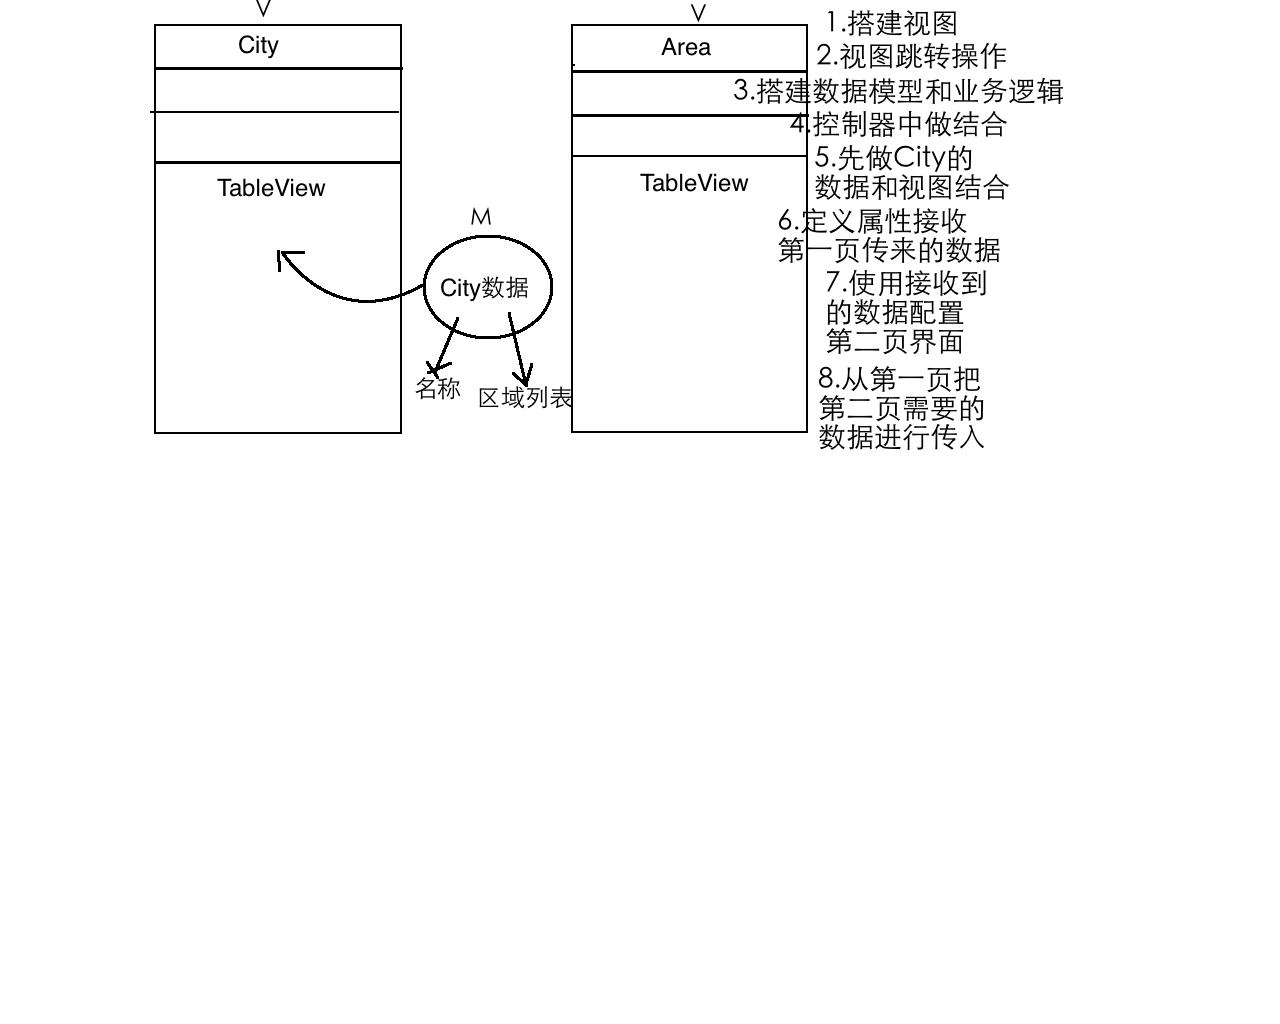 V
City
TableView
M
City数据
名称
区域列表
V
Area
TableView
1.搭建视图
2.视图跳转操作
3.搭建数据模型和业务逻辑
4.控制器中做结合
5.先做City的
数据和视图结合
6.定义属性接收
第一页传来的数据
7.使用接收到
的数据配置
第二页界面
8.从第一页把
第二页需要的
数据进行传入